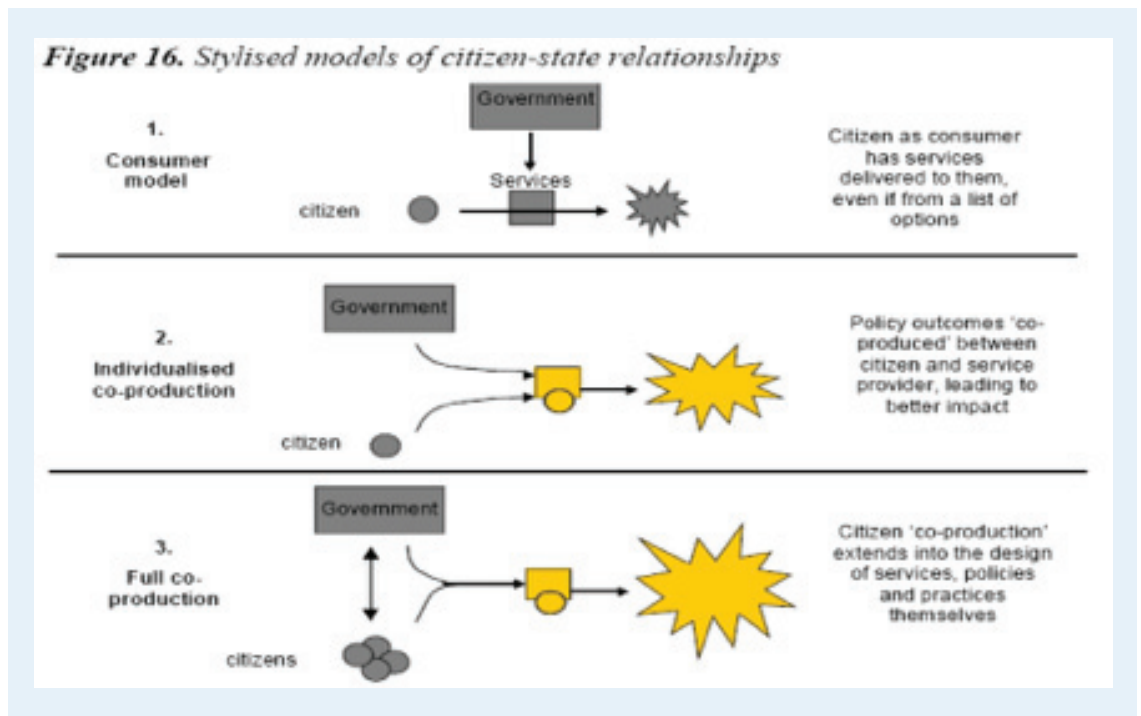 Figure 16. Stylised models of citizen-state relationships
1.
Consumer
model
Government
Services
citizen
Citizen as consumer
has services
delivered to them,
even if from a list of
options
2.
Individualised
co-production
Government
citizen
Policy outcomes ‘co-
produced’ between
citizen and service
provider, leading to
better impact
3.
Full co-
production
Government
citizens
Citizen ‘co-production’
extends into the design
of services, policies
and practices
themselves